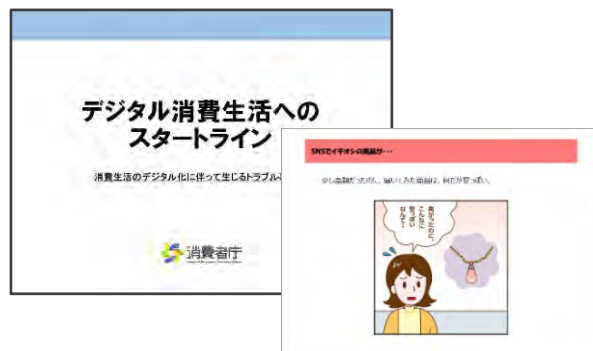 デジタル消費生活への
スタートライン
消費生活のデジタル化に伴って生じるトラブル
消費者庁
SNSでイチオシの商品が・・・
少し高額だったのに、届いてみた商品は、何だか安っぽい。
高かったのに、
こんなに
安っぽい
なんて！